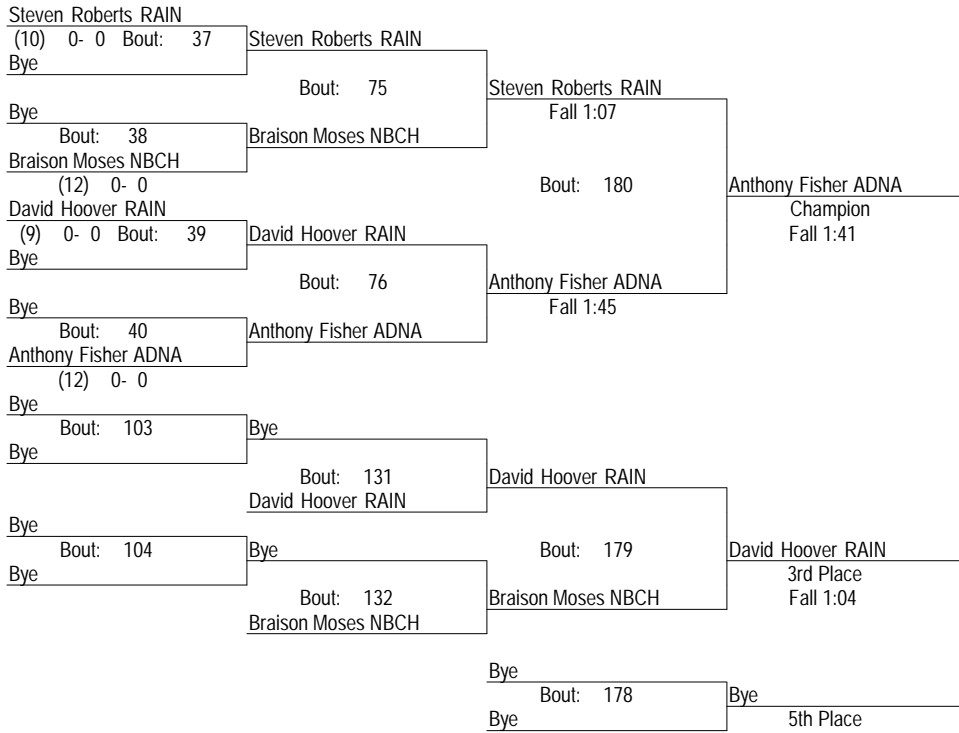 Steven Roberts RAIN
(10) 0- 0 Bout: 37 Steven Roberts RAIN
Bye
Bout: 75 Steven Roberts RAIN
Bye Fall 1:07
Bout: 38 Braison Moses NBCH
Braison Moses NBCH
(12) 0- 0 Bout: 180 Anthony Fisher ADNA
David Hoover RAIN Champion
(9) 0- 0 Bout: 39 David Hoover RAIN Fall 1:41
Bye
Bout: 76 Anthony Fisher ADNA
Bye Fall 1:45
Bout: 40 Anthony Fisher ADNA
Anthony Fisher ADNA
(12) 0- 0
Bye
Bout: 103 Bye
Bye
Bout: 131 David Hoover RAIN
David Hoover RAIN
Bye
Bout: 104 Bye Bout: 179 David Hoover RAIN
Bye 3rd Place
Bout: 132 Braison Moses NBCH Fall 1:04
Braison Moses NBCH
Bye
Bout: 178 Bye
Bye 5th Place